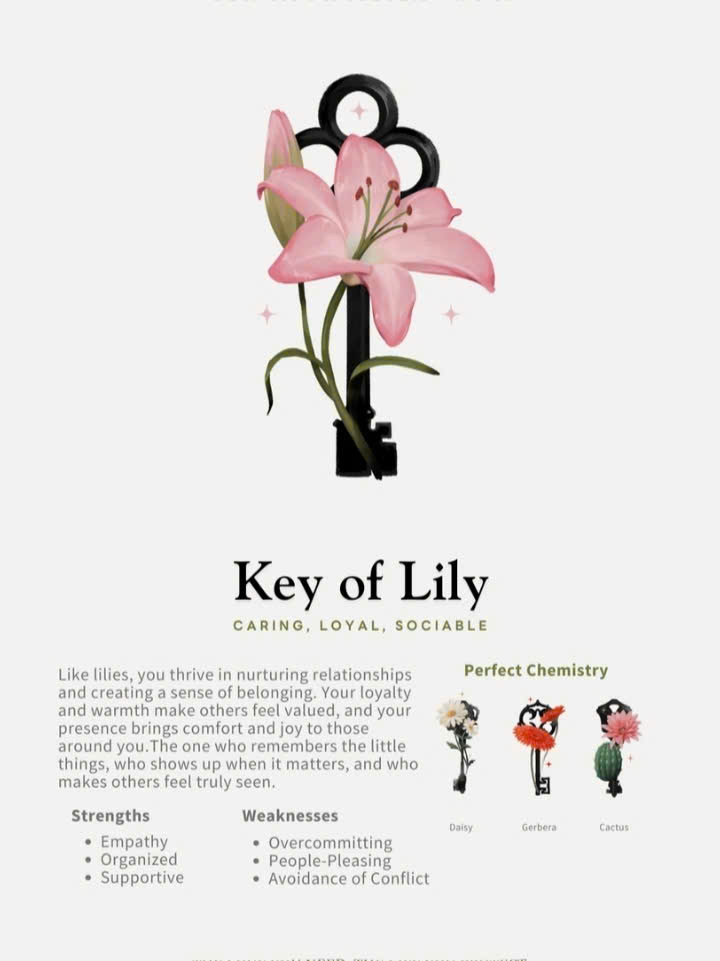 Key of Lily
CARING, LOYAL, SOCIABLE
Like lilies, you thrive in nurturing relationships
and creating a sense of belonging. Your loyalty
and warmth make others feel valued, and your
presence brings comfort and joy to those
around you.The one who remembers the little
things, who shows up when it matters, and who
makes others feel truly seen.
Strengths
• Empathy
• Organized
• Supportive
Weaknesses
• Overcommitting
• People-Pleasing
• Avoidance of Conflict
Perfect Chemistry
Daisy
Gerbera
Cactus